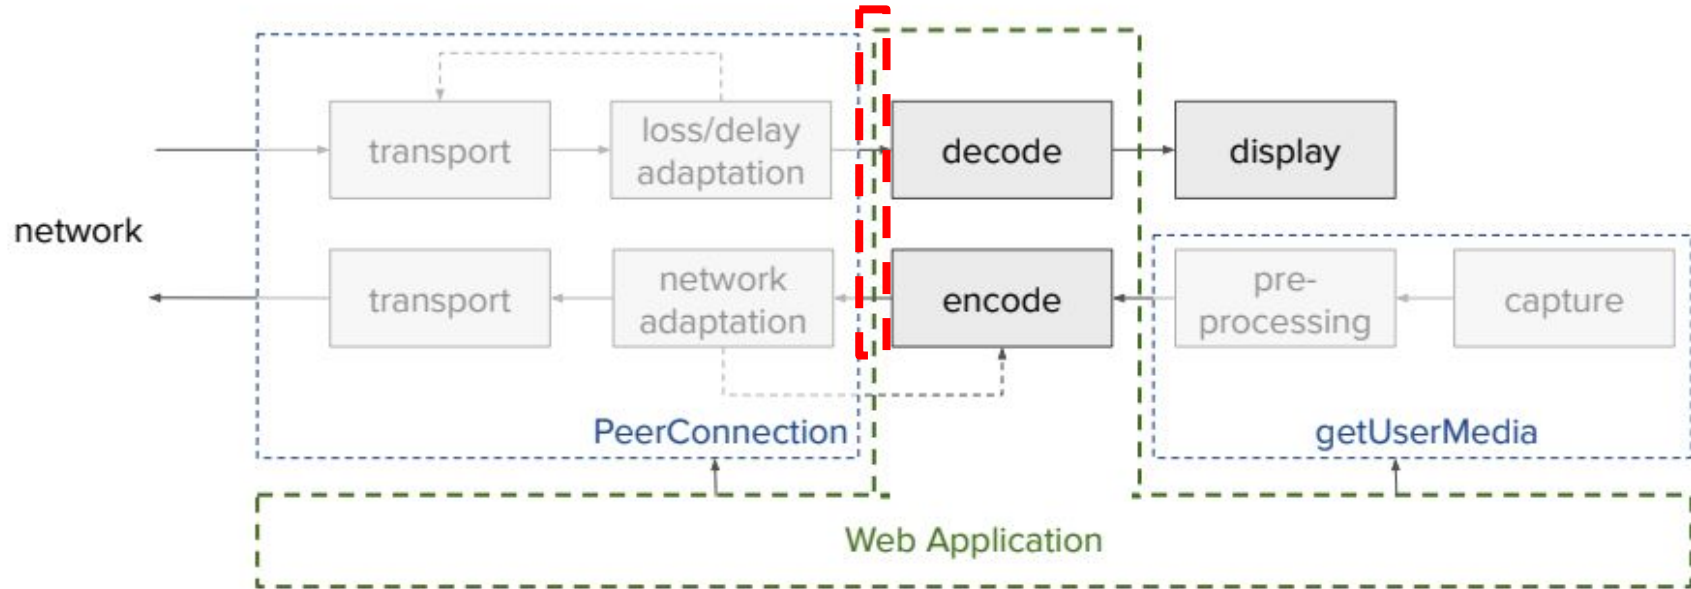 transport
loss/delay
adaptation
decode
display
network
transport
network
adaptation
encode
pre-
processing
capture
PeerConnection
getUserMedia
Web Application